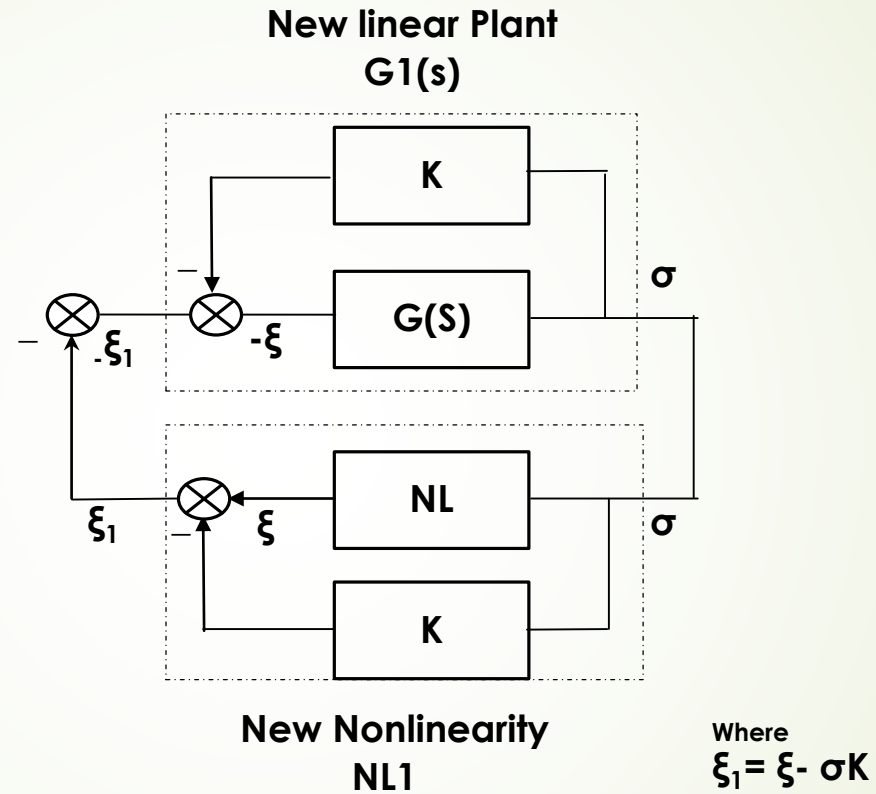 New linear Plant
G1(s)
K
–
σ
G(S)
–
-ξ₁
-ξ
NL
ξ₁
–
ξ
σ
K
New Nonlinearity
NL1
Where
ξ₁= ξ- σK